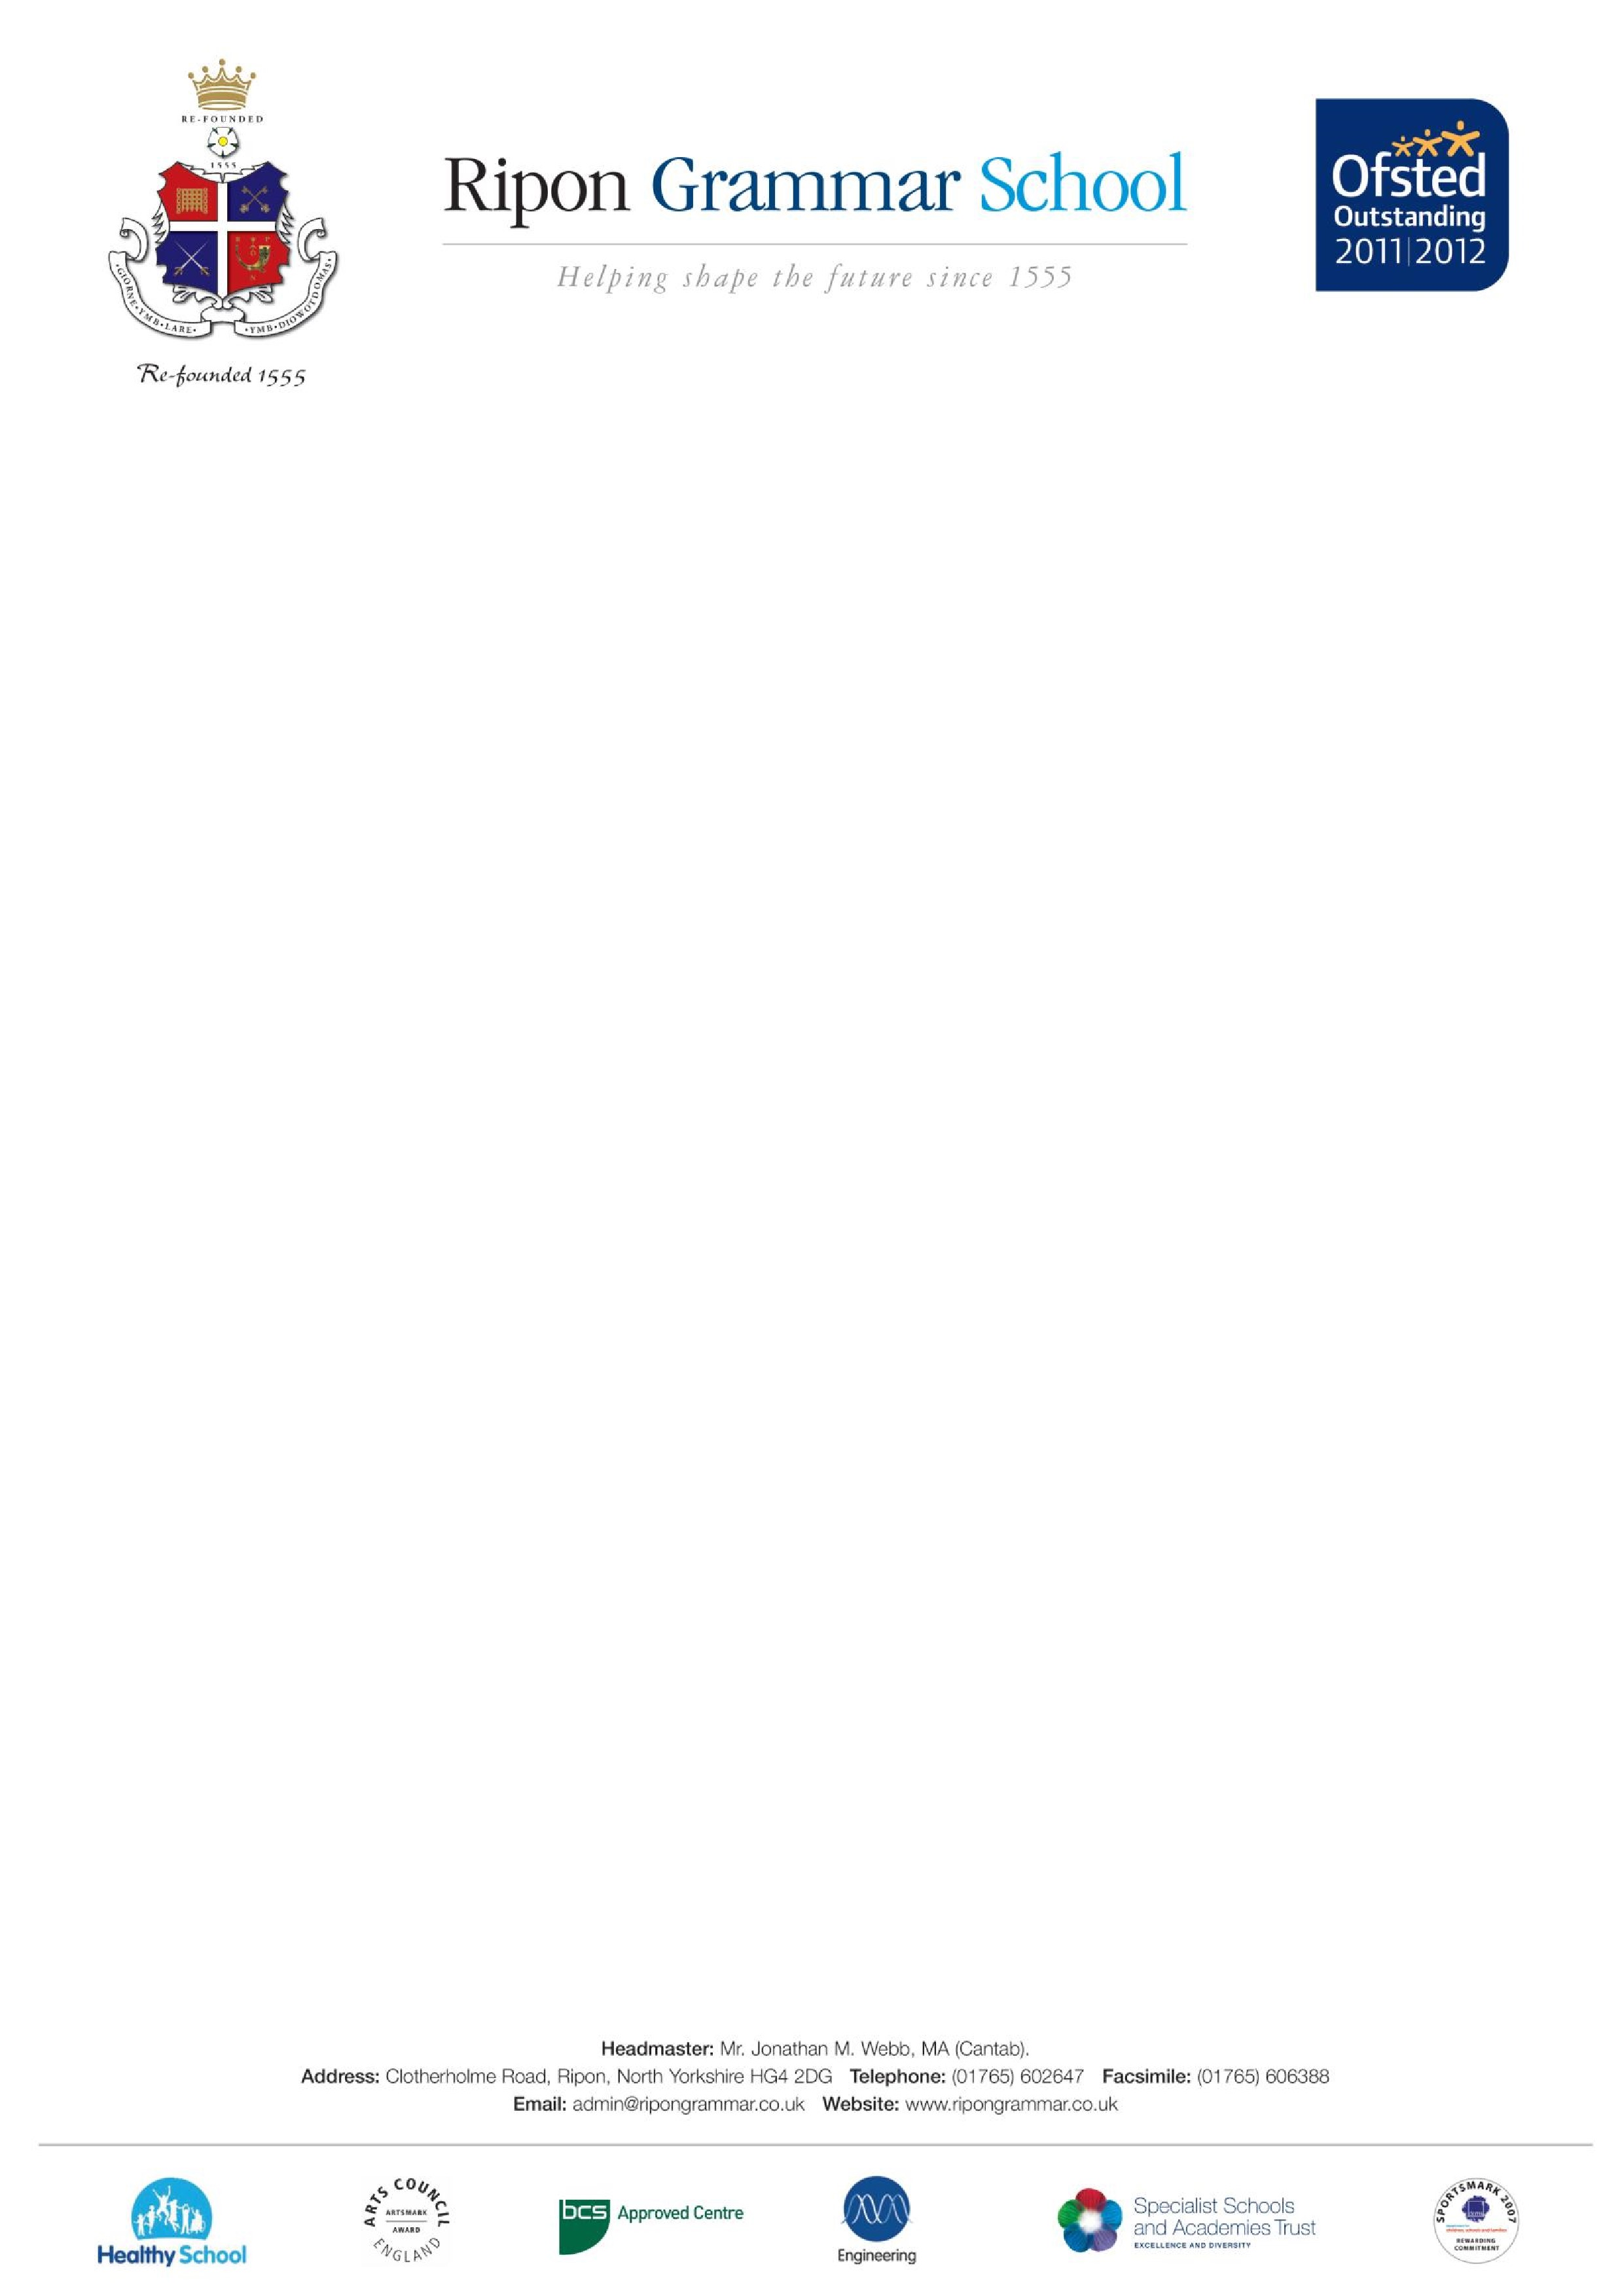 RE-FOUNDED
1555
GIORNE·YMB·LARE·
·YMB·DIOWOTDOMAS·
Re-founded 1555
Ripon Grammar School
Helping shape the future since 1555
Ofsted
Outstanding
2011|2012
Headmaster: Mr. Jonathan M. Webb, MA (Cantab).
Address: Clotherholme Road, Ripon, North Yorkshire HG4 2DG Telephone: (01765) 602647 Facsimile: (01765) 606388
Email: admin@ripongrammar.co.uk Website: www.ripongrammar.co.uk
Healthy School
ARTS COUNCIL
ARTSMARK
AWARD
ENGLAND
bcs Approved Centre
Engineering
Specialist Schools
and Academies Trust
EXCELLENCE AND DIVERSITY
SPORTSMARK 2007
children, schools and families
REWARDING
COMMITMENT